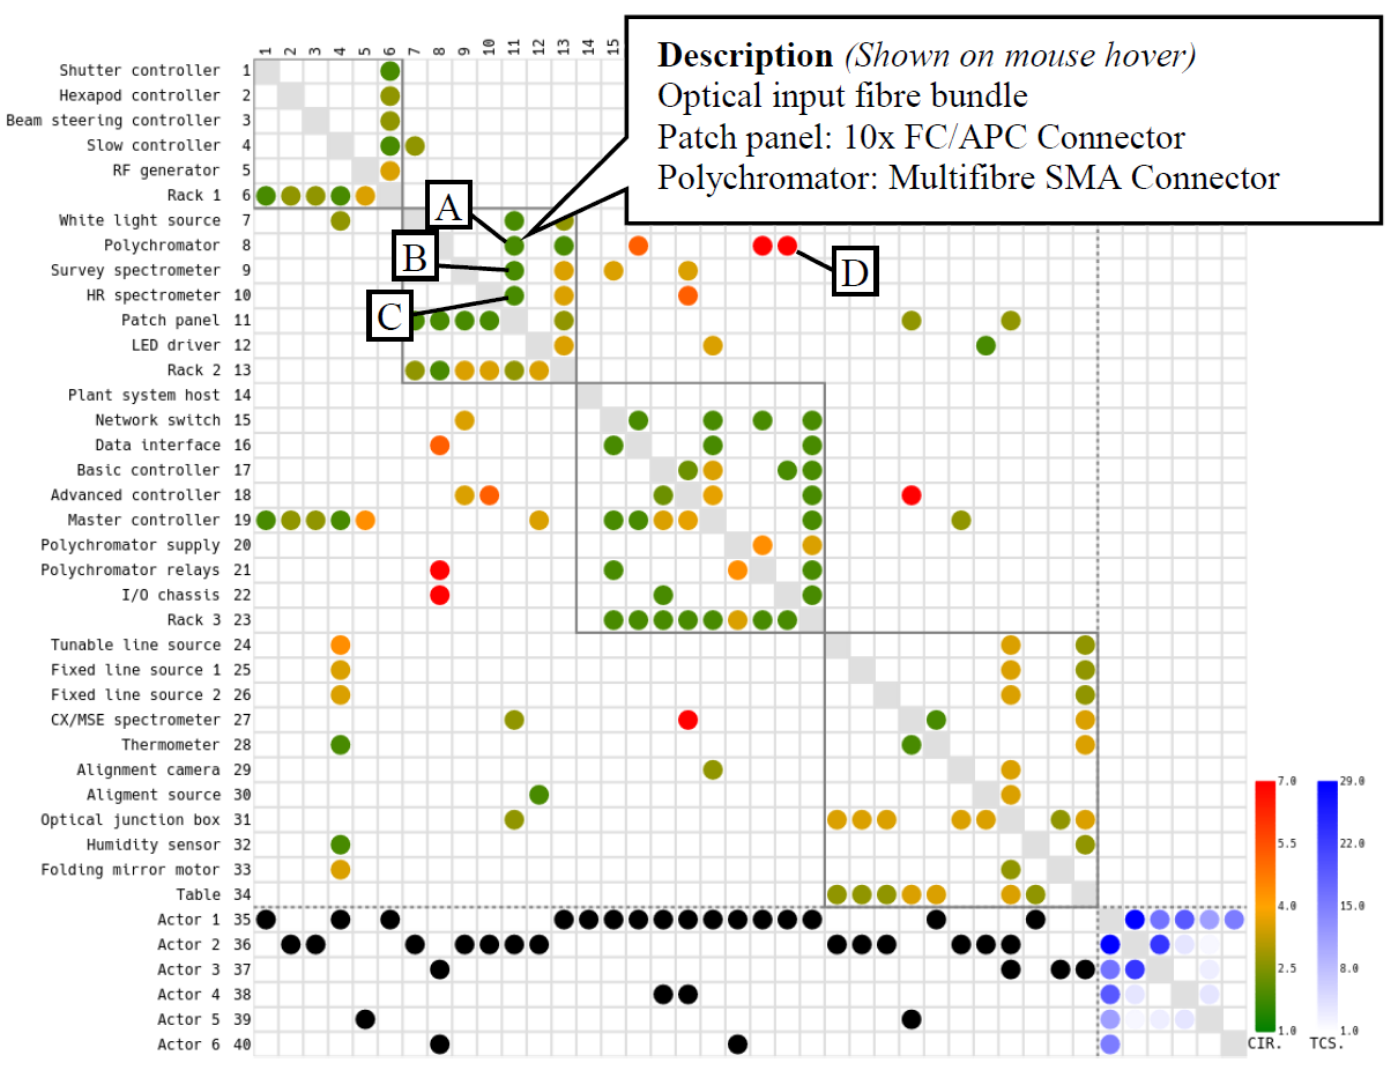 1 2 3 4 5 6 7 8 9 10 11 12 13 14 15
Description (Shown on mouse hover)
Optical input fibre bundle
Patch panel: 10x FC/APC Connector
Polychromator: Multifibre SMA Connector
Shutter controller 1
Hexapod controller 2
Beam steering controller 3
Slow controller 4
RF generator 5
Rack 1 6
White light source 7
Polychromator 8
Survey spectrometer 9
HR spectrometer 10
Patch panel 11
LED driver 12
Rack 2 13
Plant system host 14
Network switch 15
Data interface 16
Basic controller 17
Advanced controller 18
Master controller 19
Polychromator supply 20
Polychromator relays 21
I/O chassis 22
Rack 3 23
Tunable line source 24
Fixed line source 1 25
Fixed line source 2 26
CX/MSE spectrometer 27
Thermometer 28
Alignment camera 29
Aligment source 30
Optical junction box 31
Humidity sensor 32
Folding mirror motor 33
Table 34
Actor 1 35
Actor 2 36
Actor 3 37
Actor 4 38
Actor 5 39
Actor 6 40
A
B
C
D
7.0 29.0
5.5 22.0
4.0 15.0
2.5 8.0
1.0 1.0
CIR. TCS.